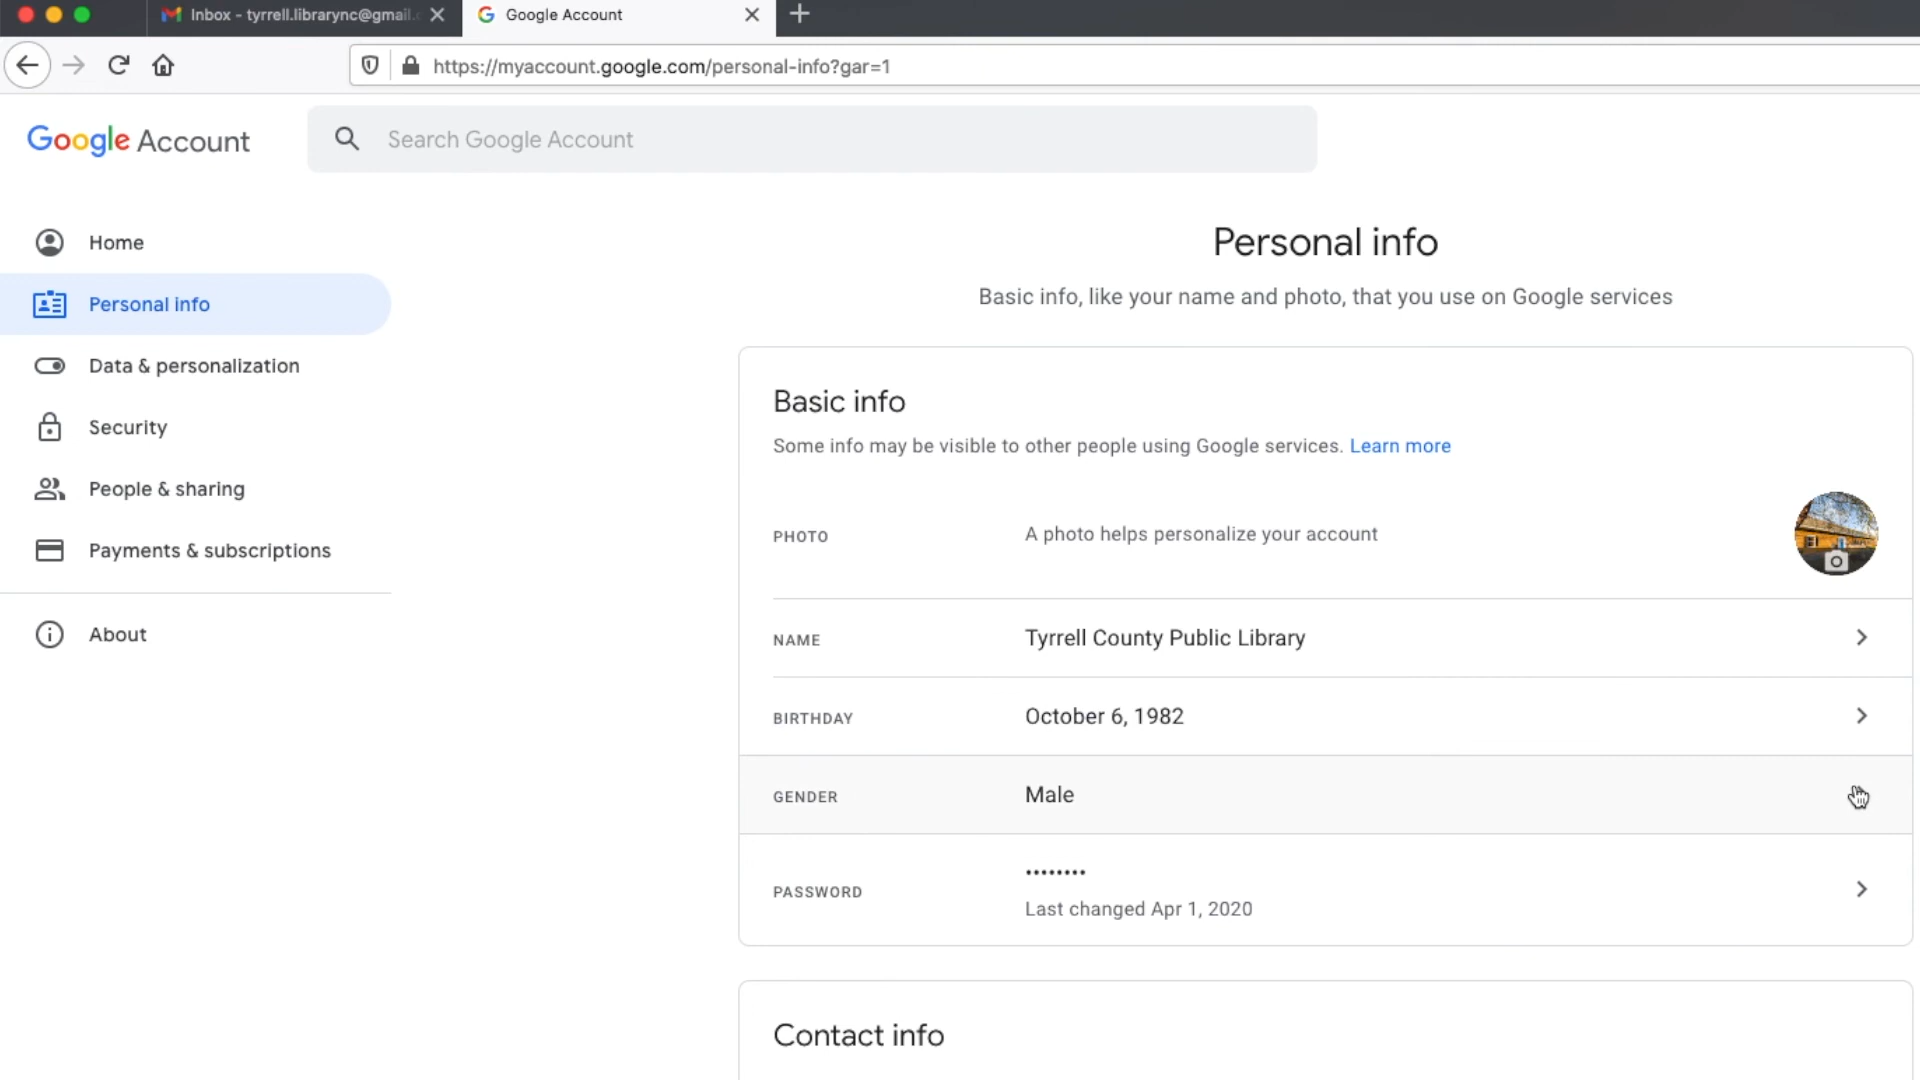 Inbox - tyrrell.librarync@gmail.
Google Account
https://myaccount.google.com/personal-info?gar=1
Google Account
Search Google Account
Home
Personal info
Data & personalization
Security
People & sharing
Payments & subscriptions
About
Personal info
Basic info, like your name and photo, that you use on Google services
Basic info
Some info may be visible to other people using Google services. Learn more
PHOTO A photo helps personalize your account
NAME Tyrrell County Public Library
BIRTHDAY October 6, 1982
GENDER Male
PASSWORD ••••••••
Last changed Apr 1, 2020
Contact info